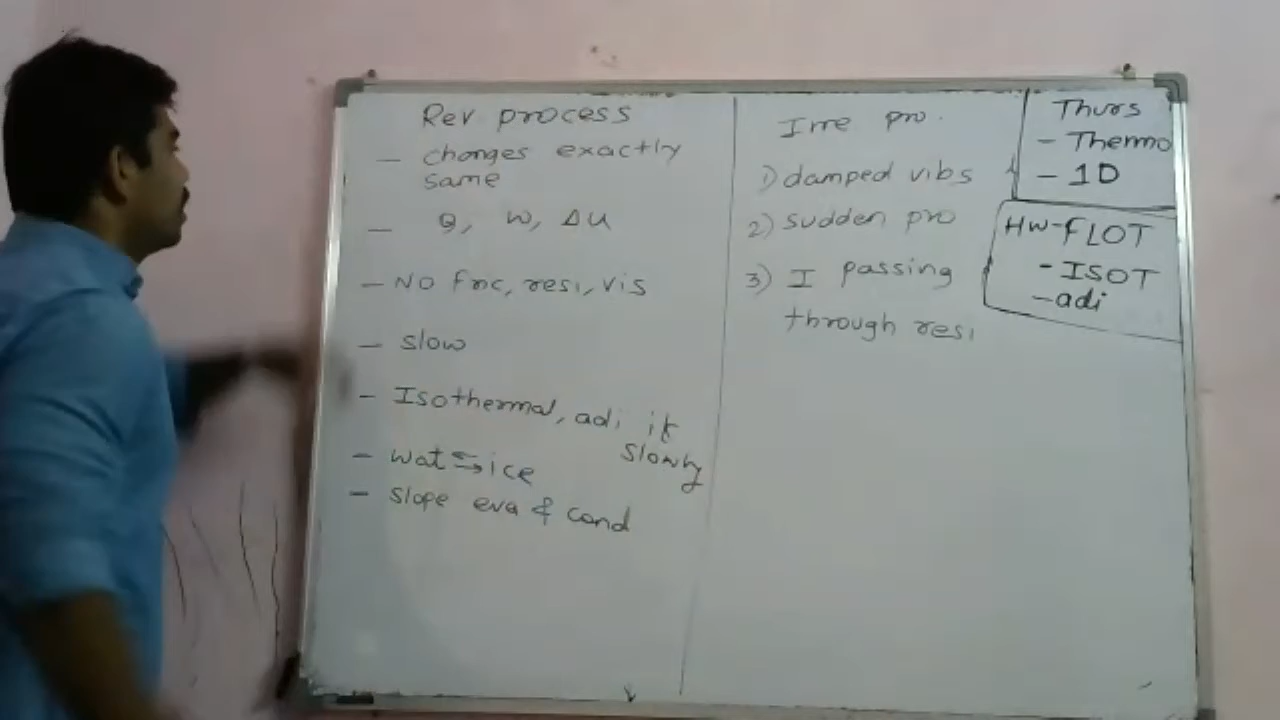 Rev process
- changes exactly
same
- Q, W, ΔU
- No fric, resi, vis
- slow
- Isothermal, adi if
slowly
- Wat ⇆ ice
- slope eva & cond
Irre pro.
1) damped vibs
2) sudden pro
3) I passing
through resi
Thurs
- Thermo
- 1D
HW-FLOT
- ISOT
- adi